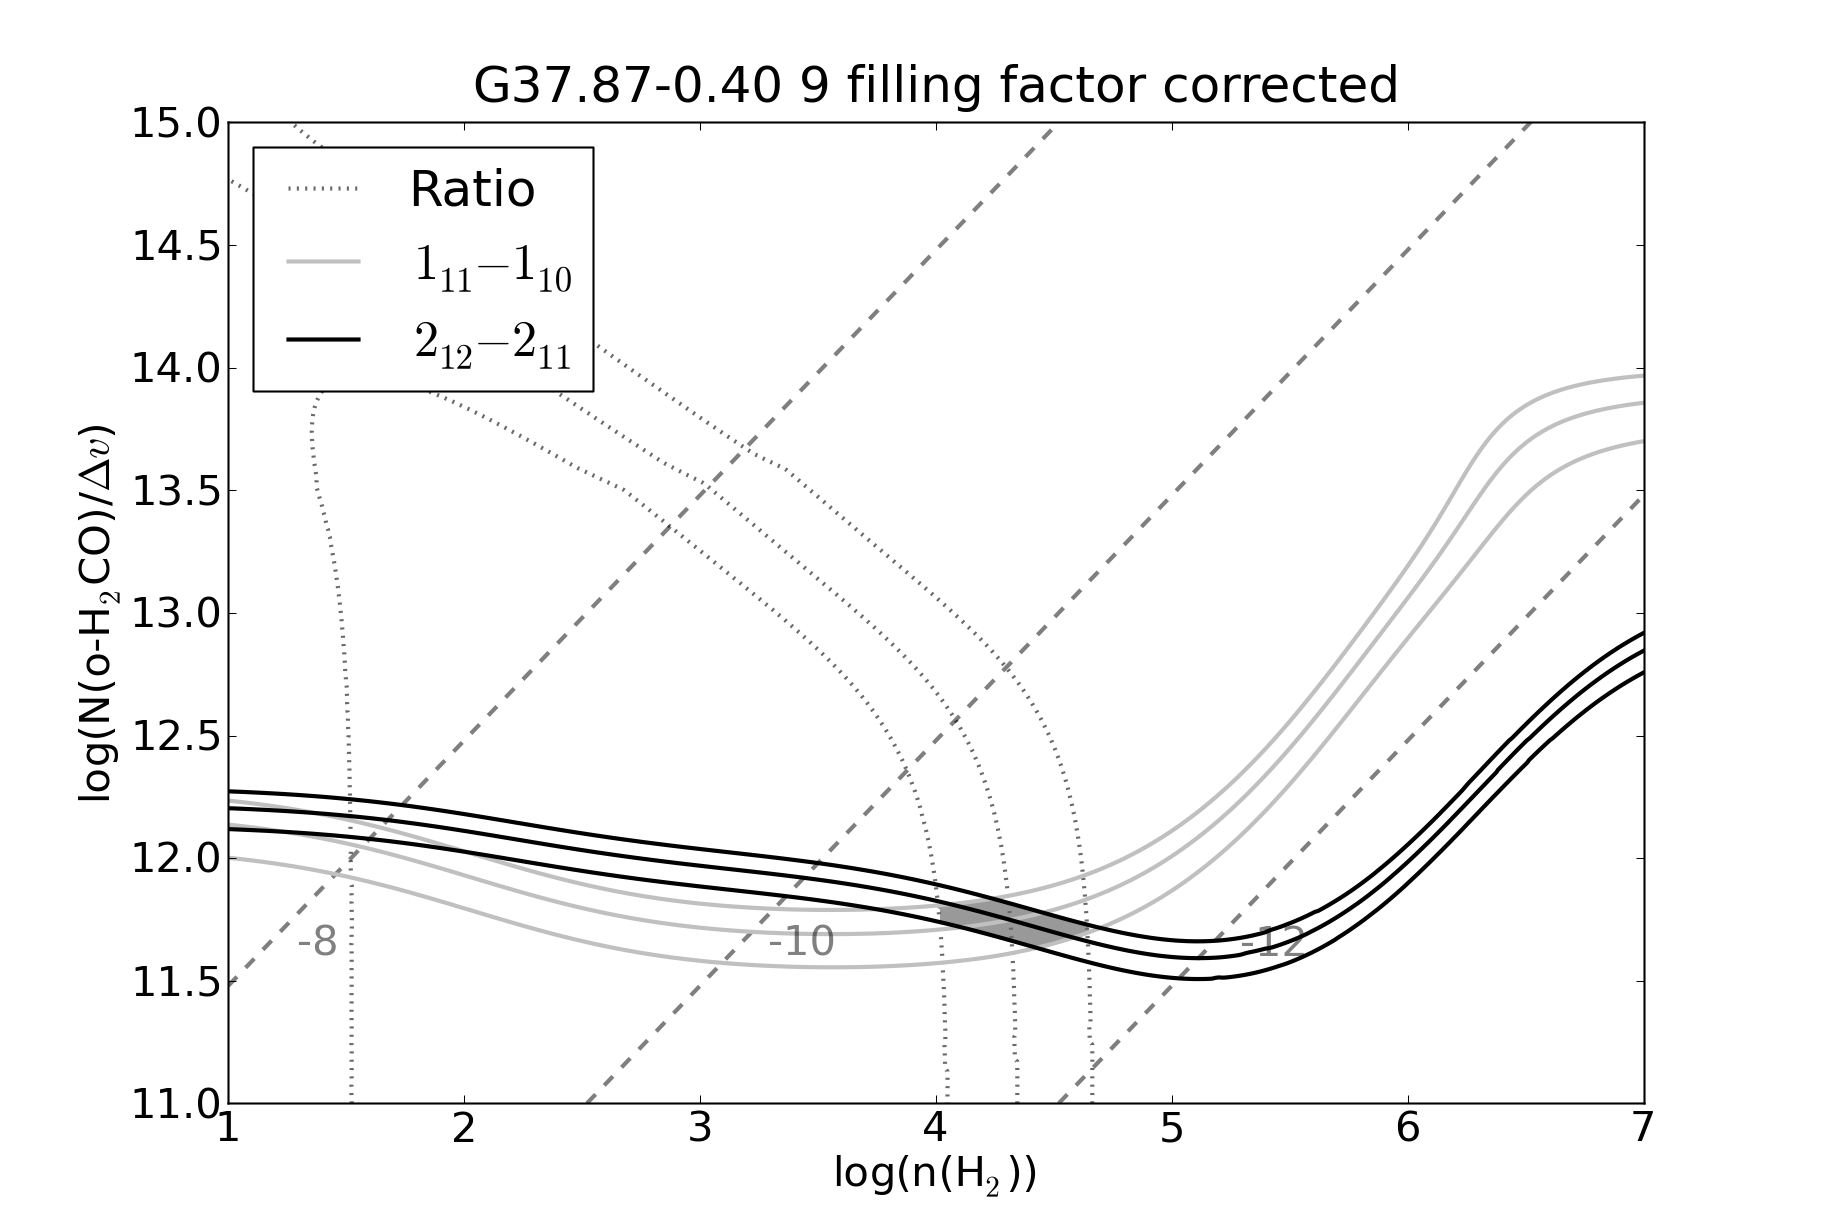 G37.87-0.40 9 filling factor corrected
log(N(o-H₂CO)/Δv)
15.0
14.5
14.0
13.5
13.0
12.5
12.0
11.5
11.0
Ratio
1₁₁−1₁₀
2₁₂−2₁₁
-8
-10
-12
1 2 3 4 5 6 7
log(n(H₂))